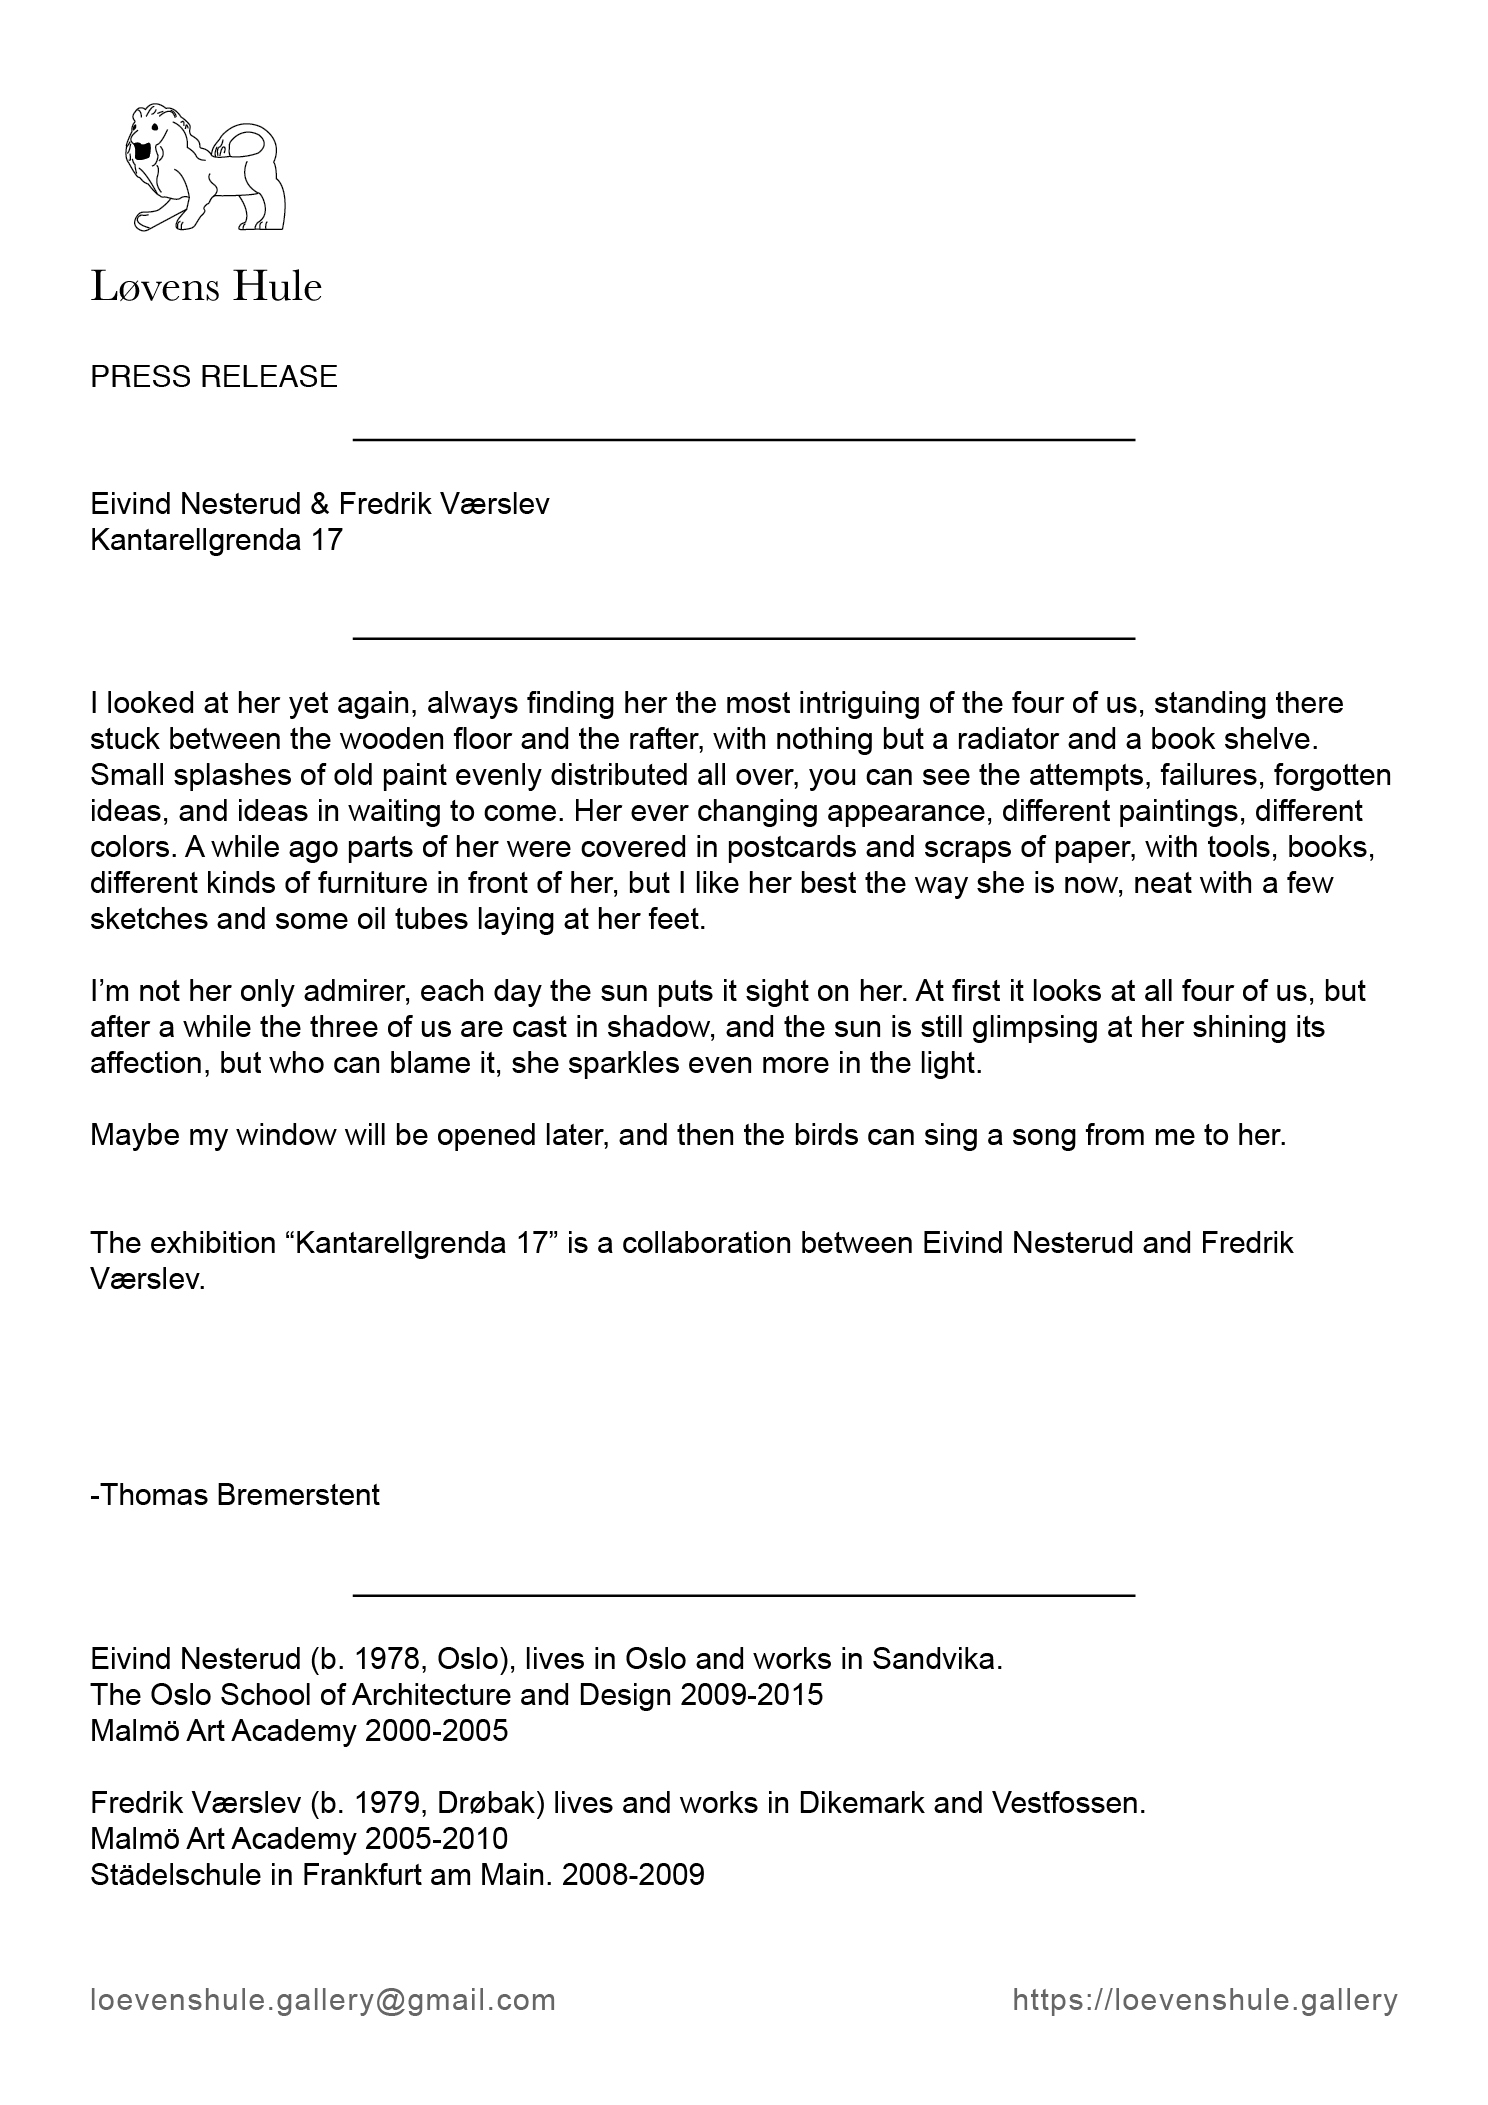 Løvens Hule
PRESS RELEASE
Eivind Nesterud & Fredrik Værslev
Kantarellgrenda 17
I looked at her yet again, always finding her the most intriguing of the four of us, standing there
stuck between the wooden floor and the rafter, with nothing but a radiator and a book shelve.
Small splashes of old paint evenly distributed all over, you can see the attempts, failures, forgotten
ideas, and ideas in waiting to come. Her ever changing appearance, different paintings, different
colors. A while ago parts of her were covered in postcards and scraps of paper, with tools, books,
different kinds of furniture in front of her, but I like her best the way she is now, neat with a few
sketches and some oil tubes laying at her feet.
I’m not her only admirer, each day the sun puts it sight on her. At first it looks at all four of us, but
after a while the three of us are cast in shadow, and the sun is still glimpsing at her shining its
affection, but who can blame it, she sparkles even more in the light.
Maybe my window will be opened later, and then the birds can sing a song from me to her.
The exhibition “Kantarellgrenda 17” is a collaboration between Eivind Nesterud and Fredrik
Værslev.
-Thomas Bremerstent
Eivind Nesterud (b. 1978, Oslo), lives in Oslo and works in Sandvika.
The Oslo School of Architecture and Design 2009-2015
Malmö Art Academy 2000-2005
Fredrik Værslev (b. 1979, Drøbak) lives and works in Dikemark and Vestfossen.
Malmö Art Academy 2005-2010
Städelschule in Frankfurt am Main. 2008-2009
loevenshule.gallery@gmail.com https://loevenshule.gallery